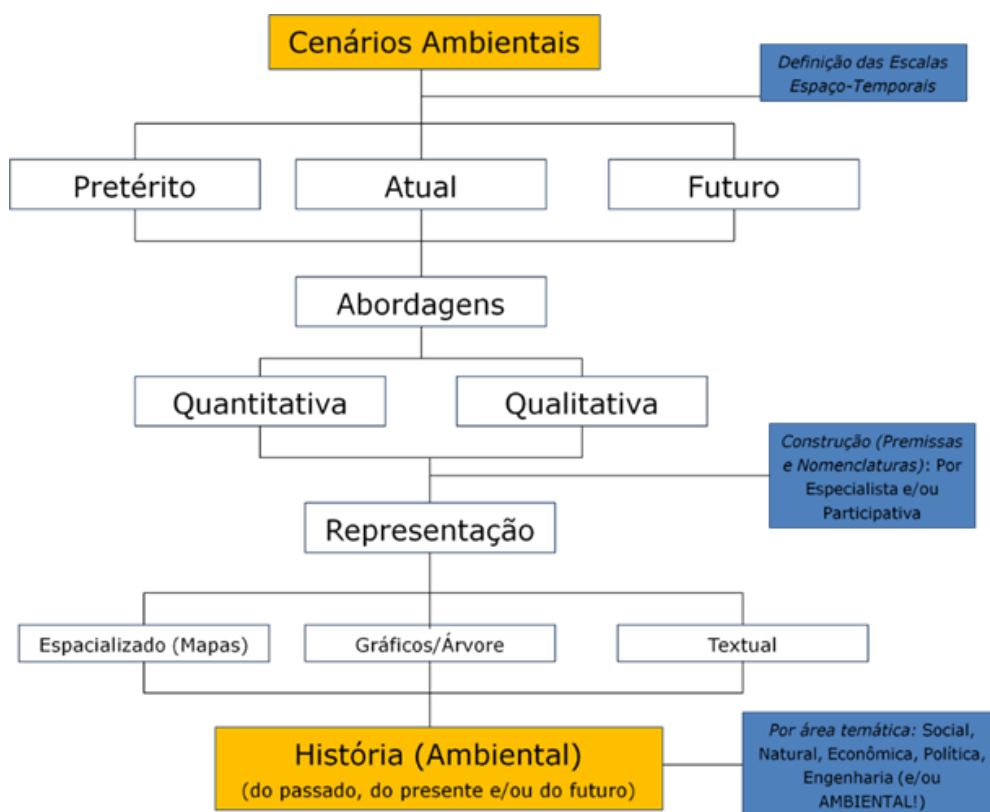 Cenários Ambientais
Definição das Escalas
Espaço-Temporais
Pretérito
Atual
Futuro
Abordagens
Quantitativa
Qualitativa
Construção (Premissas
e Nomenclaturas): Por
Especialista e/ou
Participativa
Representação
Espacializado (Mapas)
Gráficos/Árvore
Textual
História (Ambiental)
(do passado, do presente e/ou do futuro)
Por área temática: Social,
Natural, Econômica, Política,
Engenharia (e/ou
AMBIENTAL!)